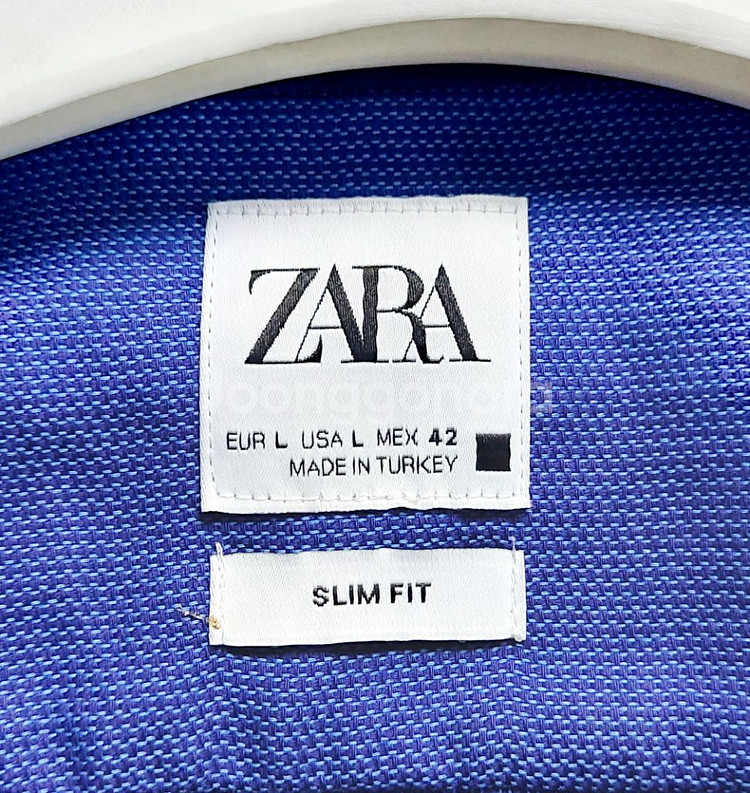 ZARA
EUR L USA L MEX 42
MADE IN TURKEY
SLIM FIT